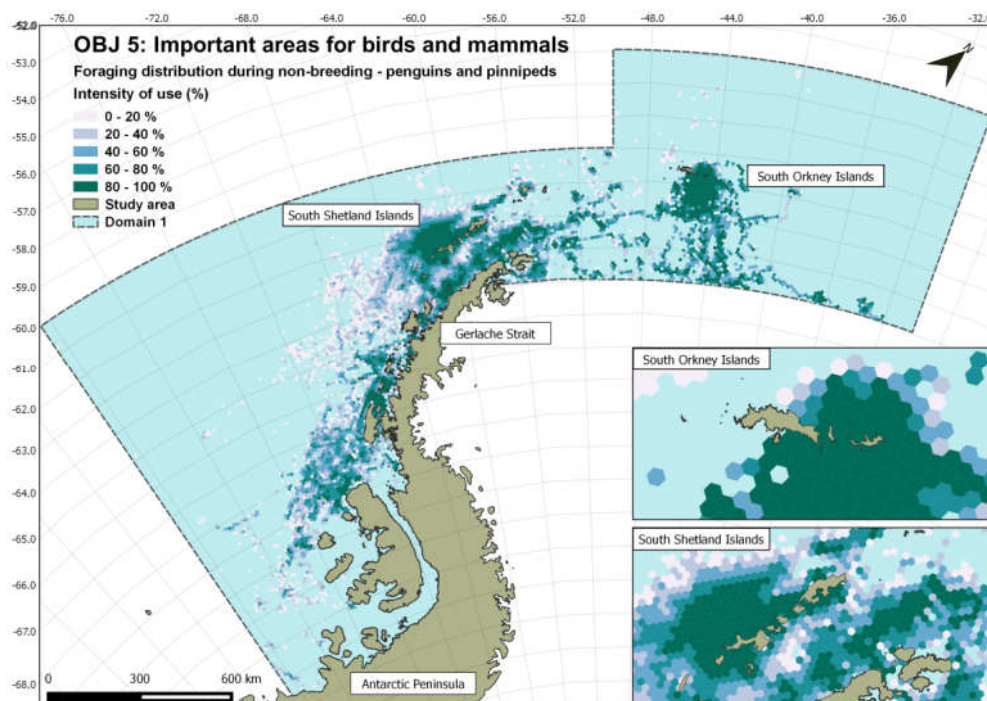 -76.0 -72.0 -68.0 -64.0 -60.0 -56.0 -52.0 -48.0 -44.0 -40.0 -36.0 -32.0
-52.0
-53.0
-54.0
-55.0
-56.0
-57.0
-58.0
-59.0
-60.0
-61.0
-62.0
-63.0
-64.0
-65.0
-66.0
-67.0
-68.0
OBJ 5: Important areas for birds and mammals
Foraging distribution during non-breeding - penguins and pinnipeds
Intensity of use (%)
0 - 20 %
20 - 40 %
40 - 60 %
60 - 80 %
80 - 100 %
Study area
Domain 1
N
South Orkney Islands
South Shetland Islands
Gerlache Strait
South Orkney Islands
South Shetland Islands
Antarctic Peninsula
0 300 600 km